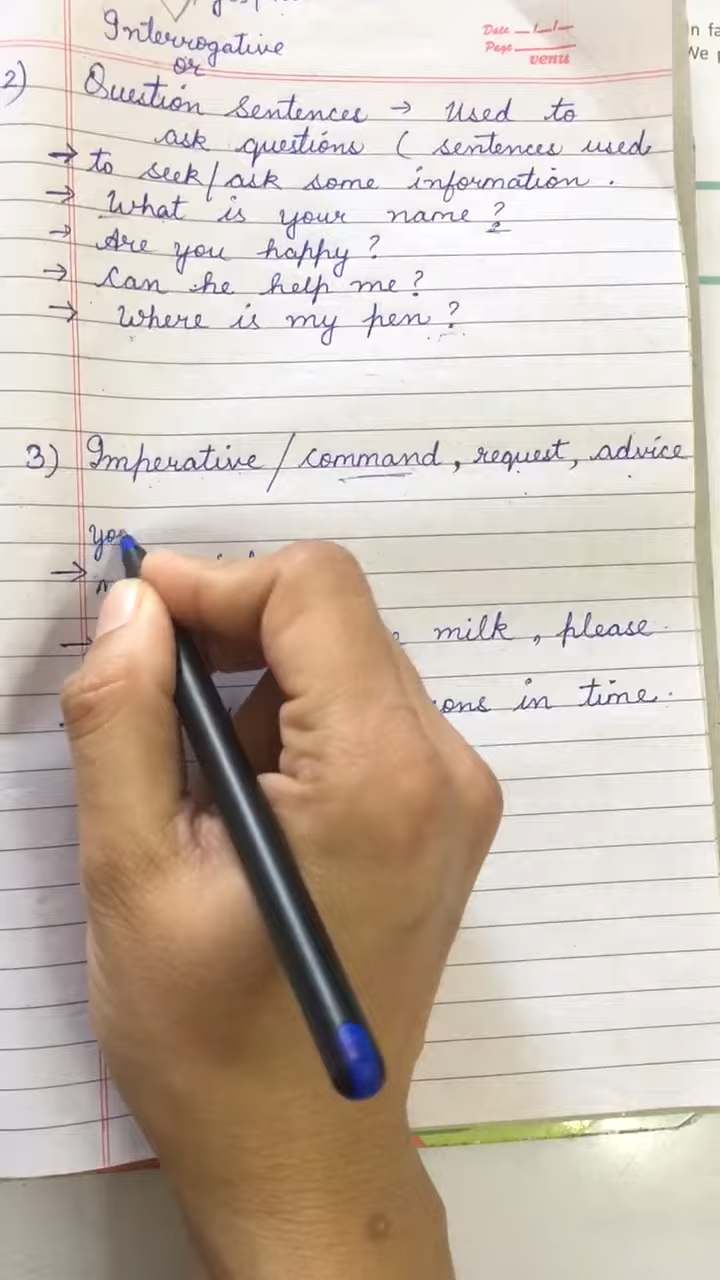 Interrogative
or
Date
Page
venu
2) Question Sentences → Used to
ask questions ( sentences used
→ to seek/ask some information .
→ What is your name ?
→ Are you happy ?
→ Can he help me ?
→ Where is my pen ?
3) Imperative / command , request , advice
you
→
→ milk , please .
in time .